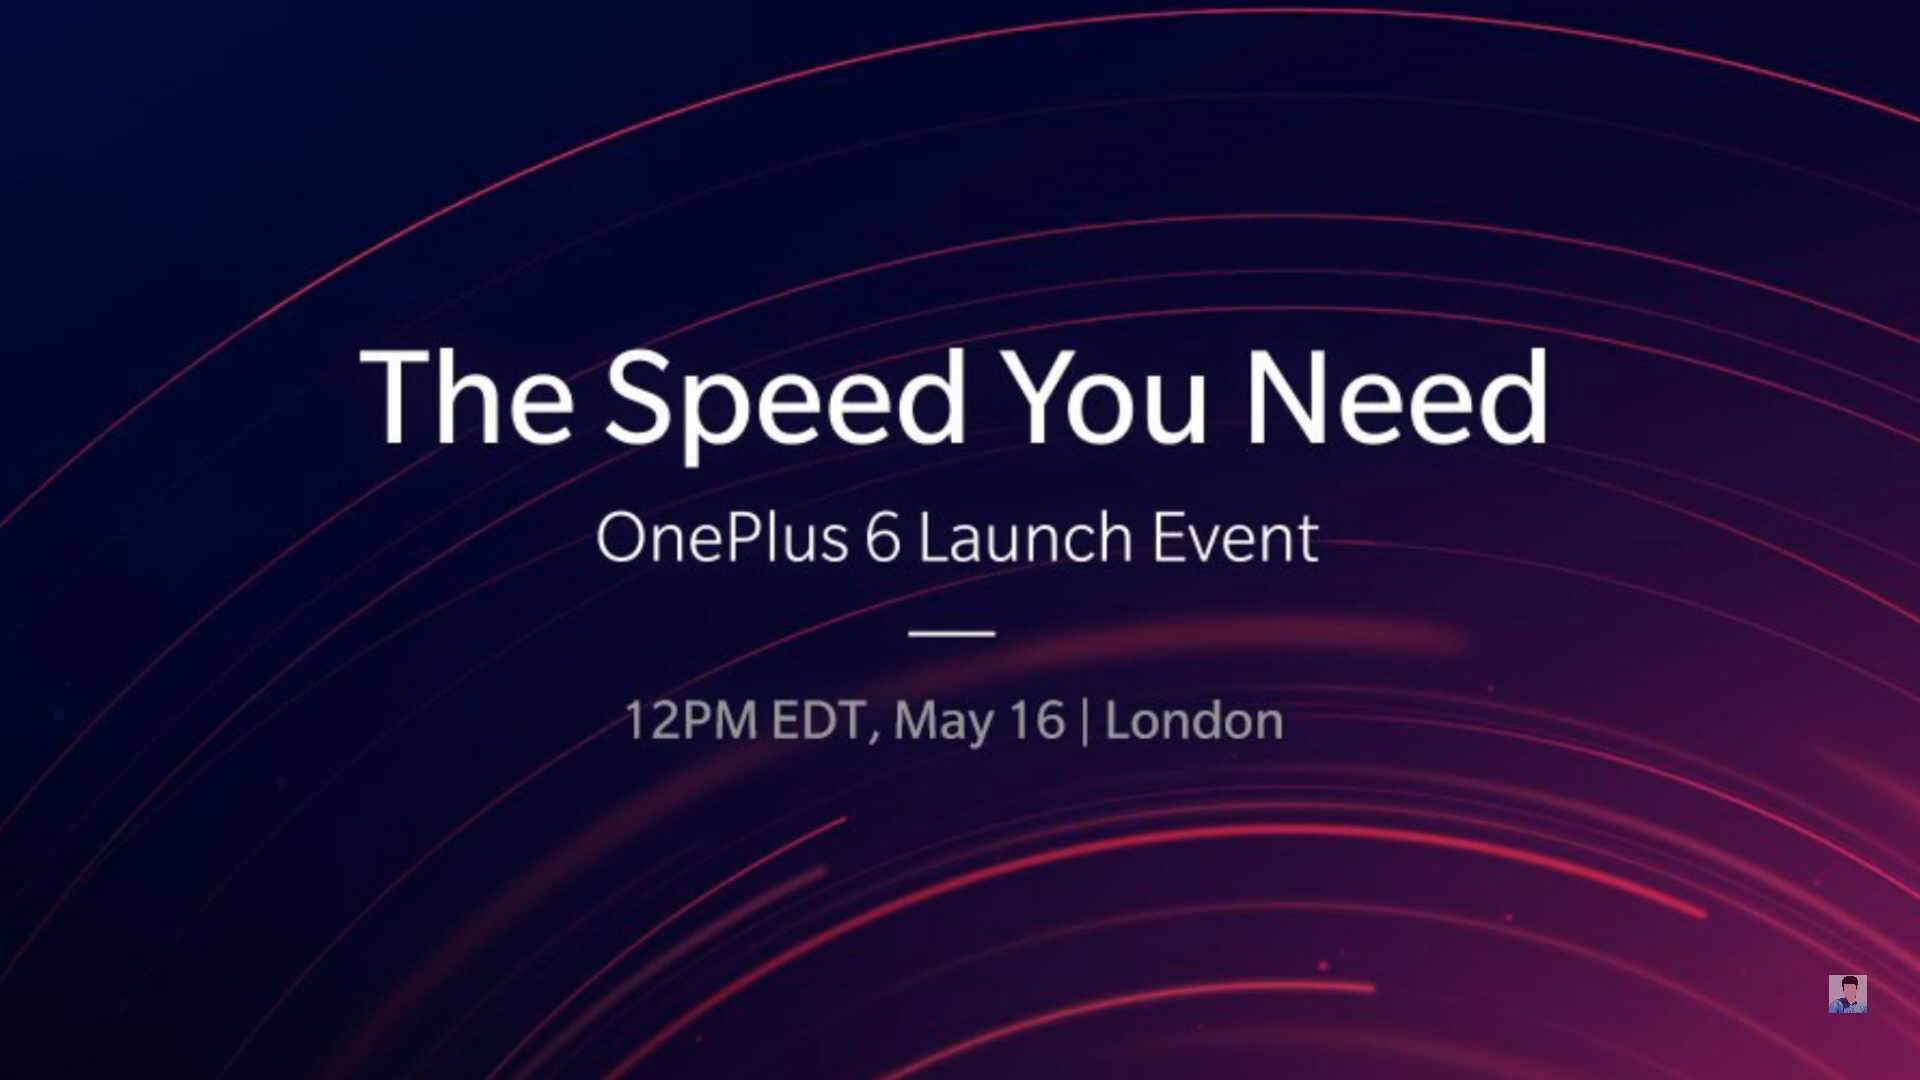 The Speed You Need
OnePlus 6 Launch Event
12PM EDT, May 16 | London